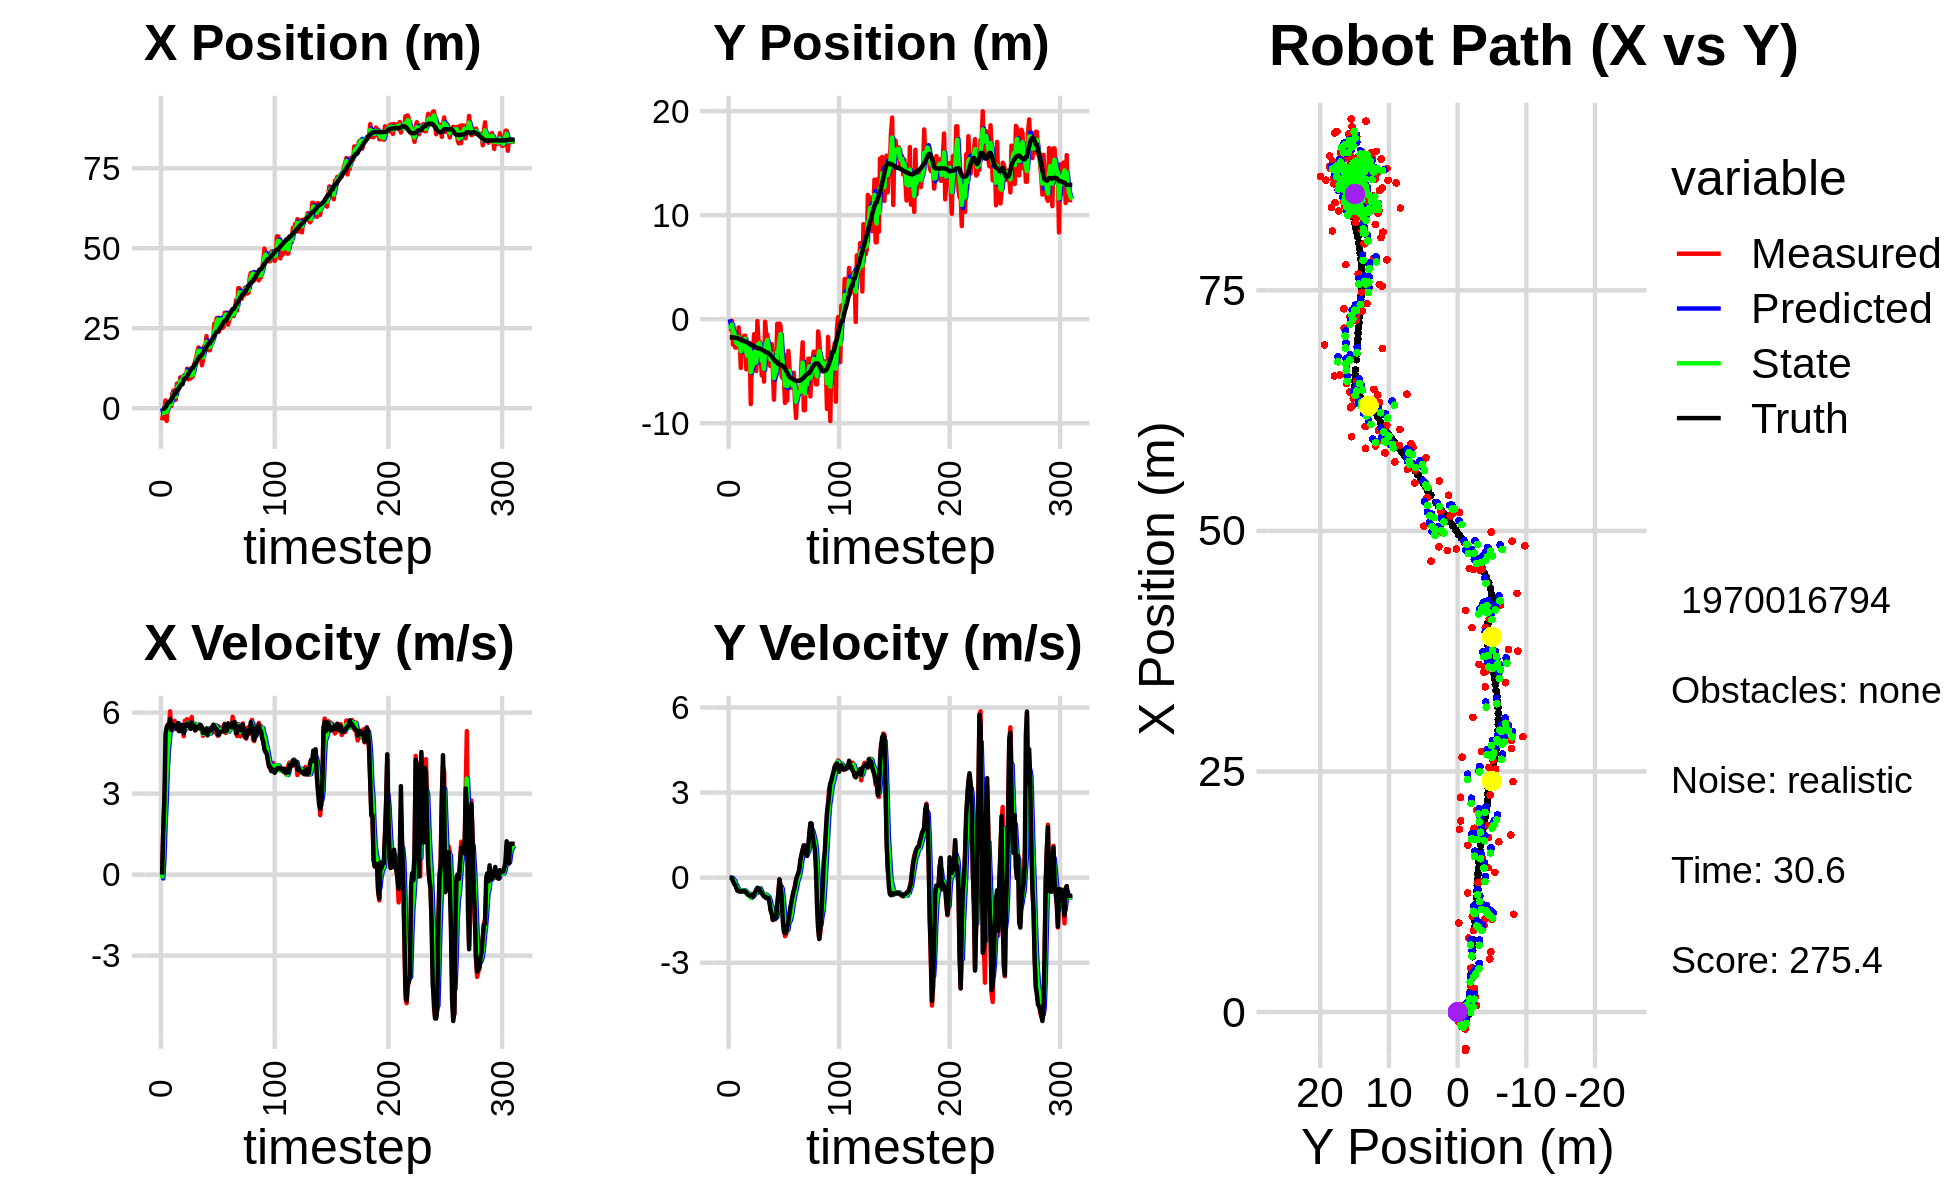 X Position (m)
75
50
25
0
0
100
200
300
timestep
Y Position (m)
20
10
0
-10
0
100
200
300
timestep
X Velocity (m/s)
6
3
0
-3
0
100
200
300
timestep
Y Velocity (m/s)
6
3
0
-3
0
100
200
300
timestep
Robot Path (X vs Y)
X Position (m)
75
50
25
0
20 10 0 -10 -20
Y Position (m)
variable
Measured
Predicted
State
Truth
1970016794
Obstacles: none
Noise: realistic
Time: 30.6
Score: 275.4